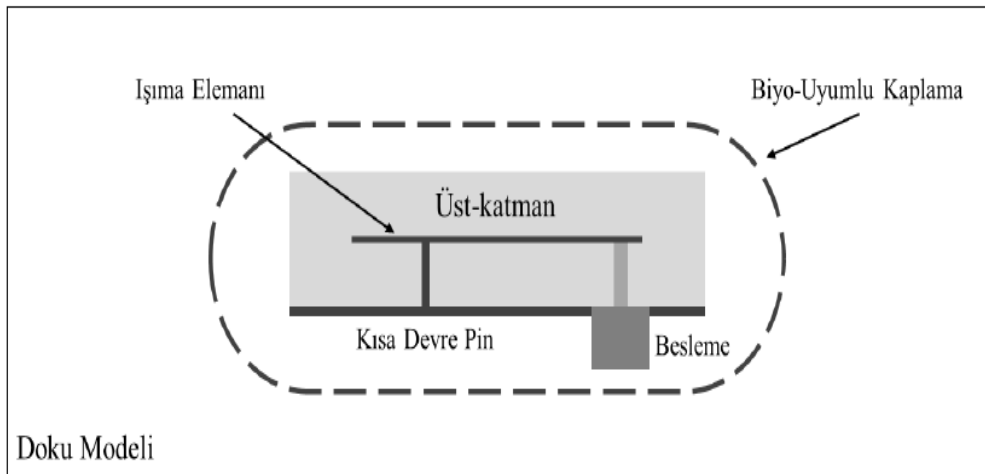 Işıma Elemanı
Biyo-Uyumlu Kaplama
Üst-katman
Kısa Devre Pin
Besleme
Doku Modeli